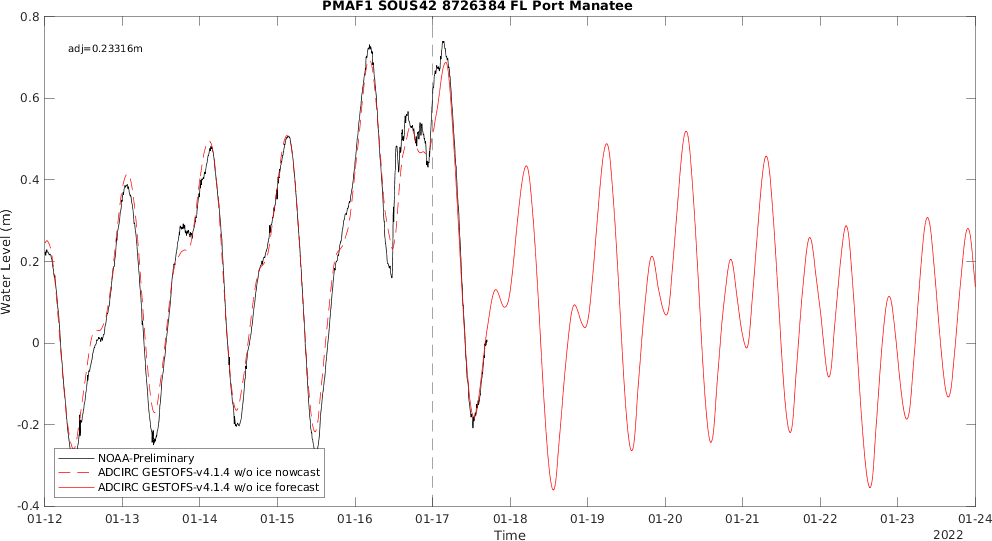 PMAF1 SOUS42 8726384 FL Port Manatee
adj=0.23316m
Water Level (m)
0.8
0.6
0.4
0.2
0
-0.2
-0.4
NOAA-Preliminary
ADCIRC GESTOFS-v4.1.4 w/o ice nowcast
ADCIRC GESTOFS-v4.1.4 w/o ice forecast
01-12 01-13 01-14 01-15 01-16 01-17 01-18 01-19 01-20 01-21 01-22 01-23 01-24
Time
2022